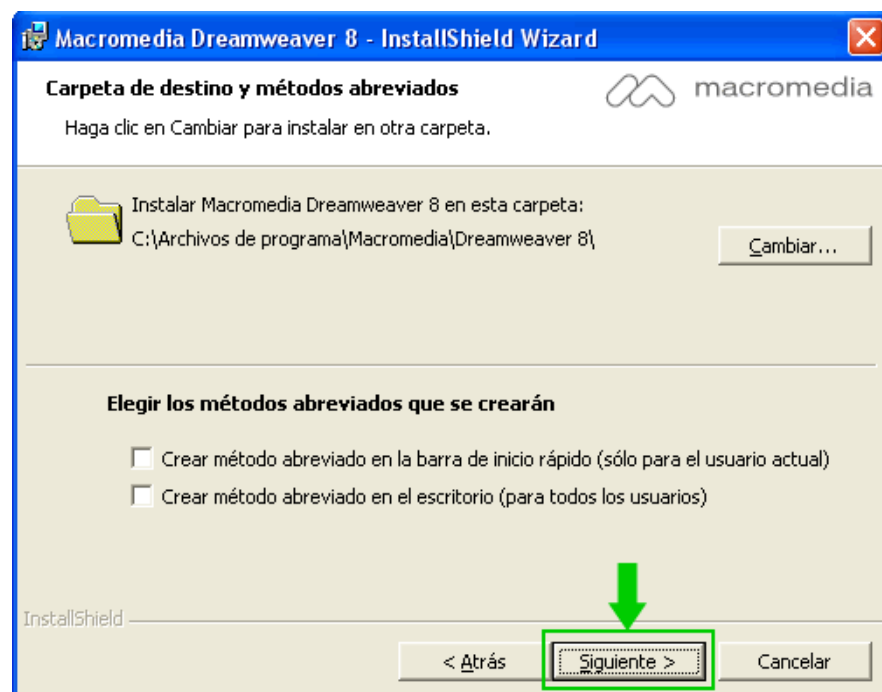 Macromedia Dreamweaver 8 - InstallShield Wizard
Carpeta de destino y métodos abreviados
macromedia
Haga clic en Cambiar para instalar en otra carpeta.
Instalar Macromedia Dreamweaver 8 en esta carpeta:
C:\Archivos de programa\Macromedia\Dreamweaver 8\
Cambiar...
Elegir los métodos abreviados que se crearán
Crear método abreviado en la barra de inicio rápido (sólo para el usuario actual)
Crear método abreviado en el escritorio (para todos los usuarios)
InstallShield
< Atrás
Siguiente >
Cancelar